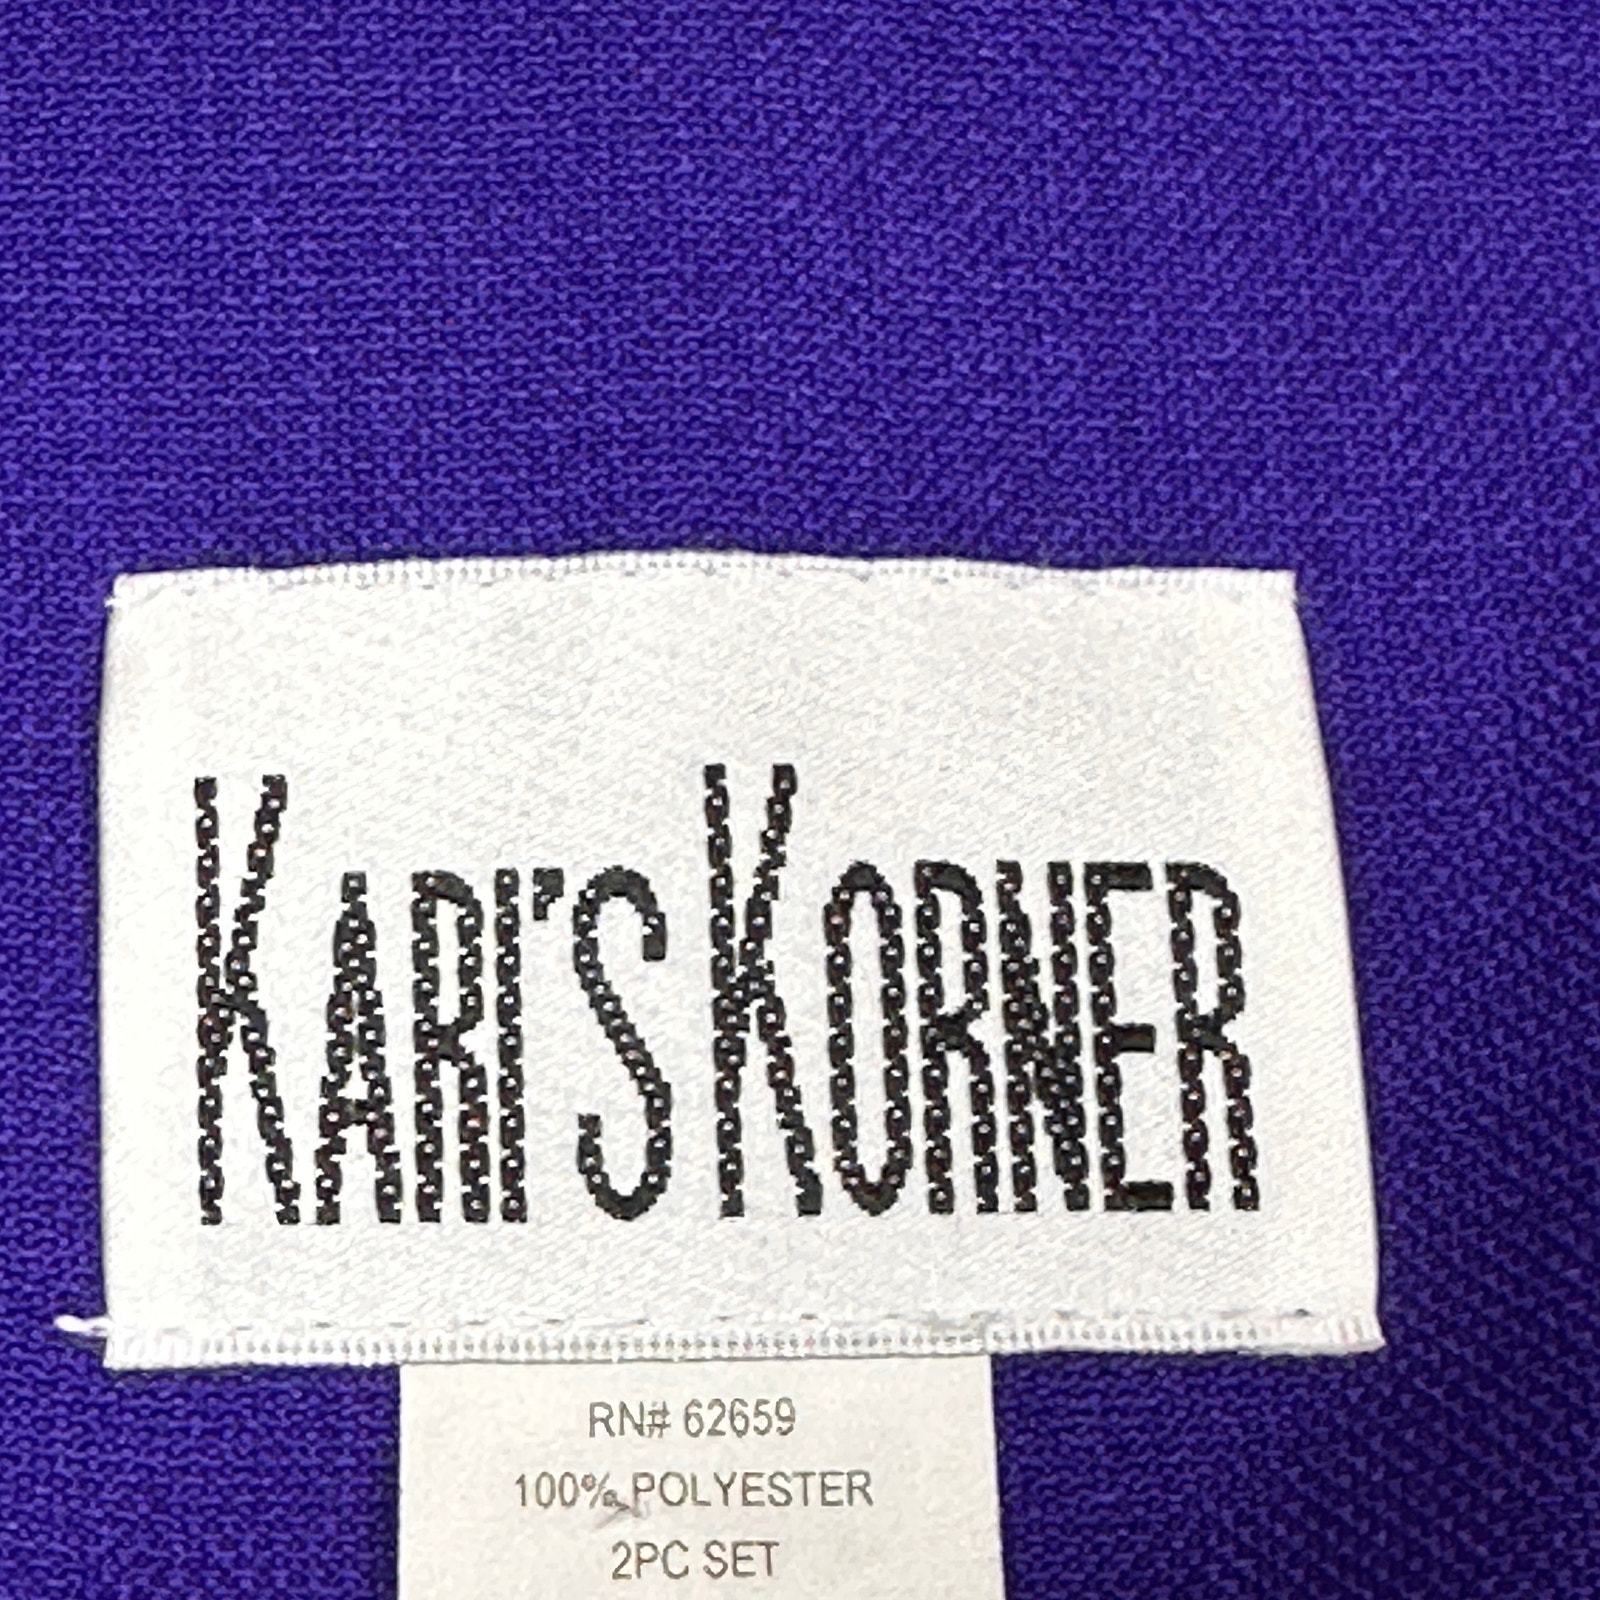 KARI'S KORNER
RN# 62659
100% POLYESTER
2PC SET